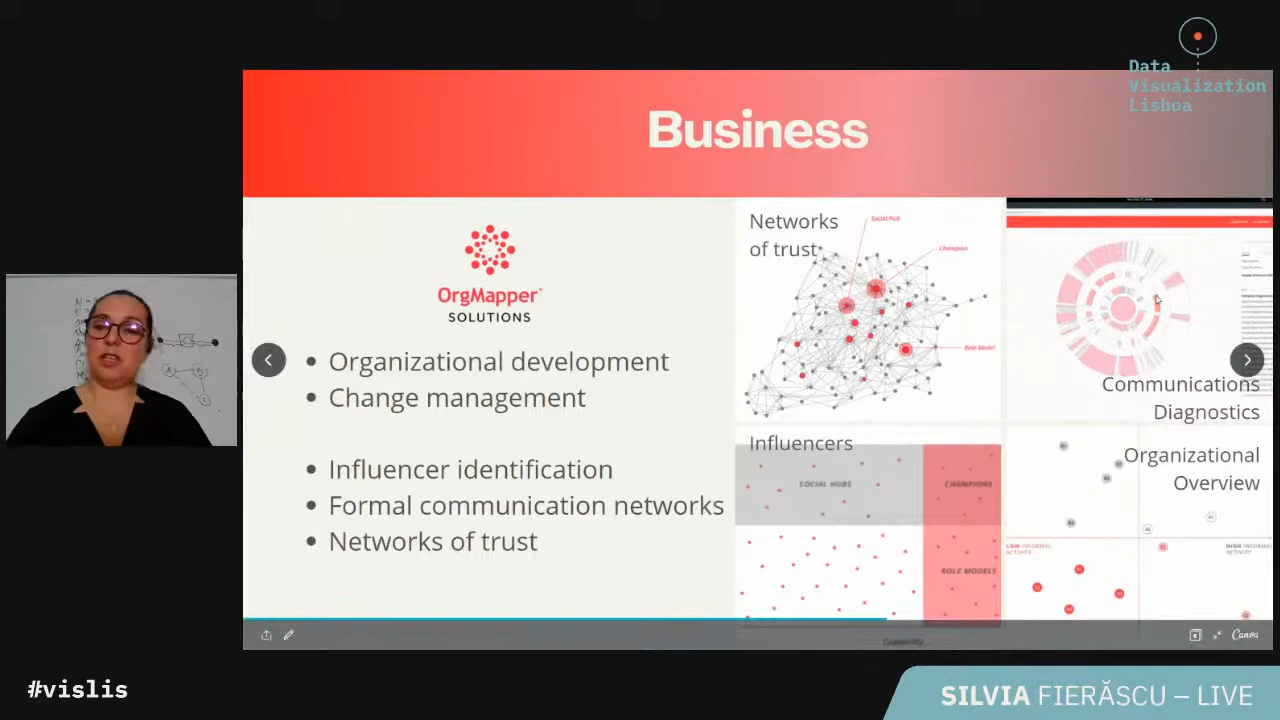 Data
Visualization
Lisboa
Business
OrgMapper
SOLUTIONS
Organizational development
Change management
Influencer identification
Formal communication networks
Networks of trust
Networks
of trust
Social Hub
Champion
Role Model
Communications
Diagnostics
Influencers
SOCIAL HUBS
CHAMPIONS
ROLE MODELS
Organizational
Overview
LOW INFORMAL
ACTIVITY
HIGH INFORMAL
ACTIVITY
Canva
#vislis
SILVIA FIERĂSCU – LIVE